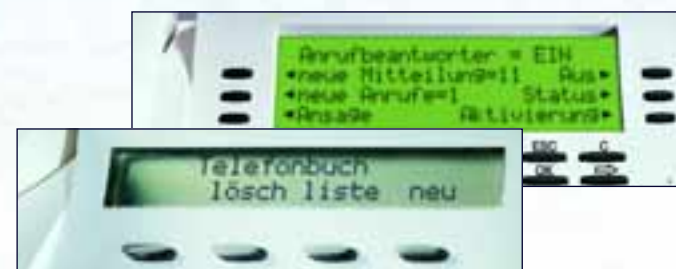 Anrufbeantworter = EIN
◂neue Mitteilung=11 Aus▸
◂neue Anrufe=1 Status▸
◂Ansage Aktivierung▸
ESC C
OK
Telefonbuch
lösch liste neu